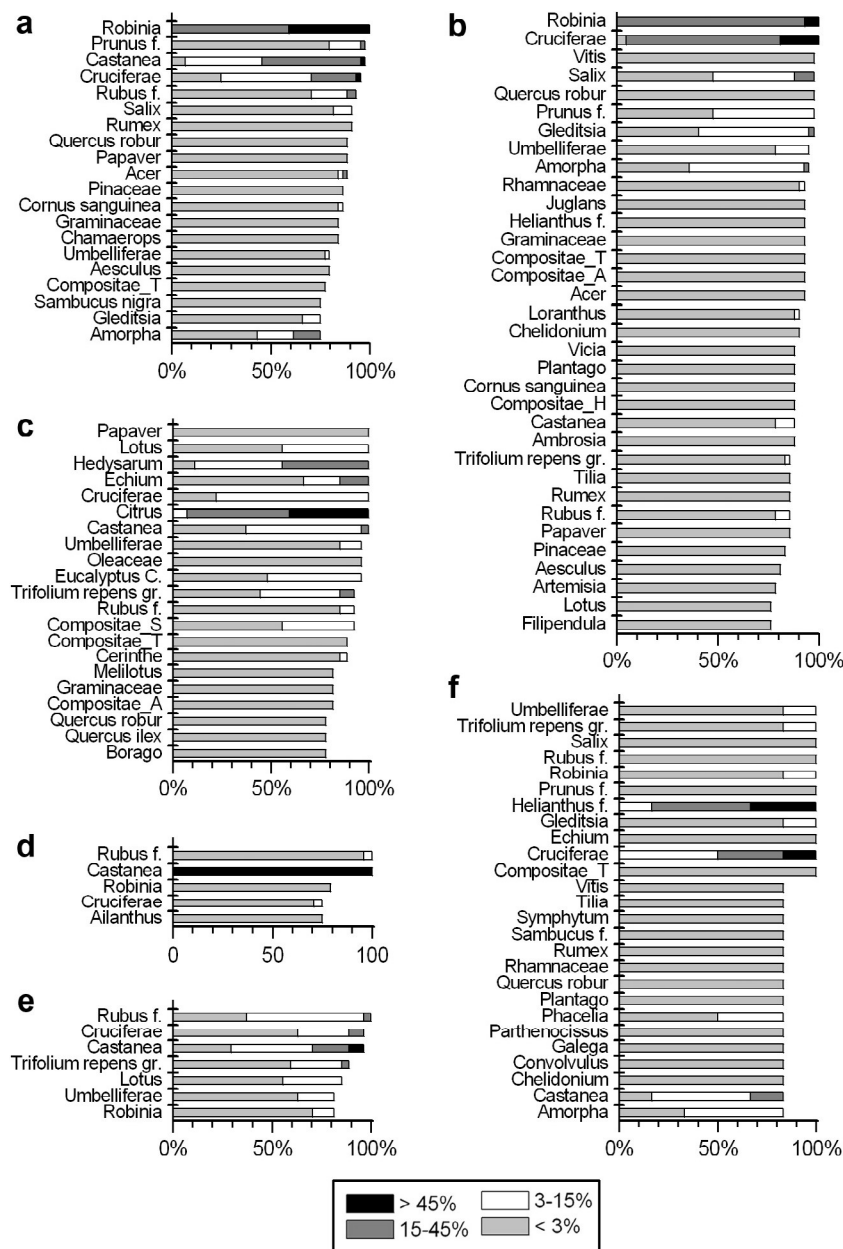 a
Robinia
Prunus f.
Castanea
Cruciferae
Rubus f.
Salix
Rumex
Quercus robur
Papaver
Acer
Pinaceae
Cornus sanguinea
Graminaceae
Chamaerops
Umbelliferae
Aesculus
Compositae_T
Sambucus nigra
Gleditsia
Amorpha
0% 50% 100%
b
Robinia
Cruciferae
Vitis
Salix
Quercus robur
Prunus f.
Gleditsia
Umbelliferae
Amorpha
Rhamnaceae
Juglans
Helianthus f.
Graminaceae
Compositae_T
Compositae_A
Acer
Loranthus
Chelidonium
Vicia
Plantago
Cornus sanguinea
Compositae_H
Castanea
Ambrosia
Trifolium repens gr.
Tilia
Rumex
Rubus f.
Papaver
Pinaceae
Aesculus
Artemisia
Lotus
Filipendula
0% 50% 100%
c
Papaver
Lotus
Hedysarum
Echium
Cruciferae
Citrus
Castanea
Umbelliferae
Oleaceae
Eucalyptus C.
Trifolium repens gr.
Rubus f.
Compositae_S
Compositae_T
Cerinthe
Melilotus
Graminaceae
Compositae_A
Quercus robur
Quercus ilex
Borago
0% 50% 100%
d
Rubus f.
Castanea
Robinia
Cruciferae
Ailanthus
0 50 100
e
Rubus f.
Cruciferae
Castanea
Trifolium repens gr.
Lotus
Umbelliferae
Robinia
0% 50% 100%
f
Umbelliferae
Trifolium repens gr.
Salix
Rubus f.
Robinia
Prunus f.
Helianthus f.
Gleditsia
Echium
Cruciferae
Compositae_T
Vitis
Tilia
Symphytum
Sambucus f.
Rumex
Rhamnaceae
Quercus robur
Plantago
Phacelia
Parthenocissus
Galega
Convolvulus
Chelidonium
Castanea
Amorpha
0% 50% 100%
> 45% 3-15%
15-45% < 3%